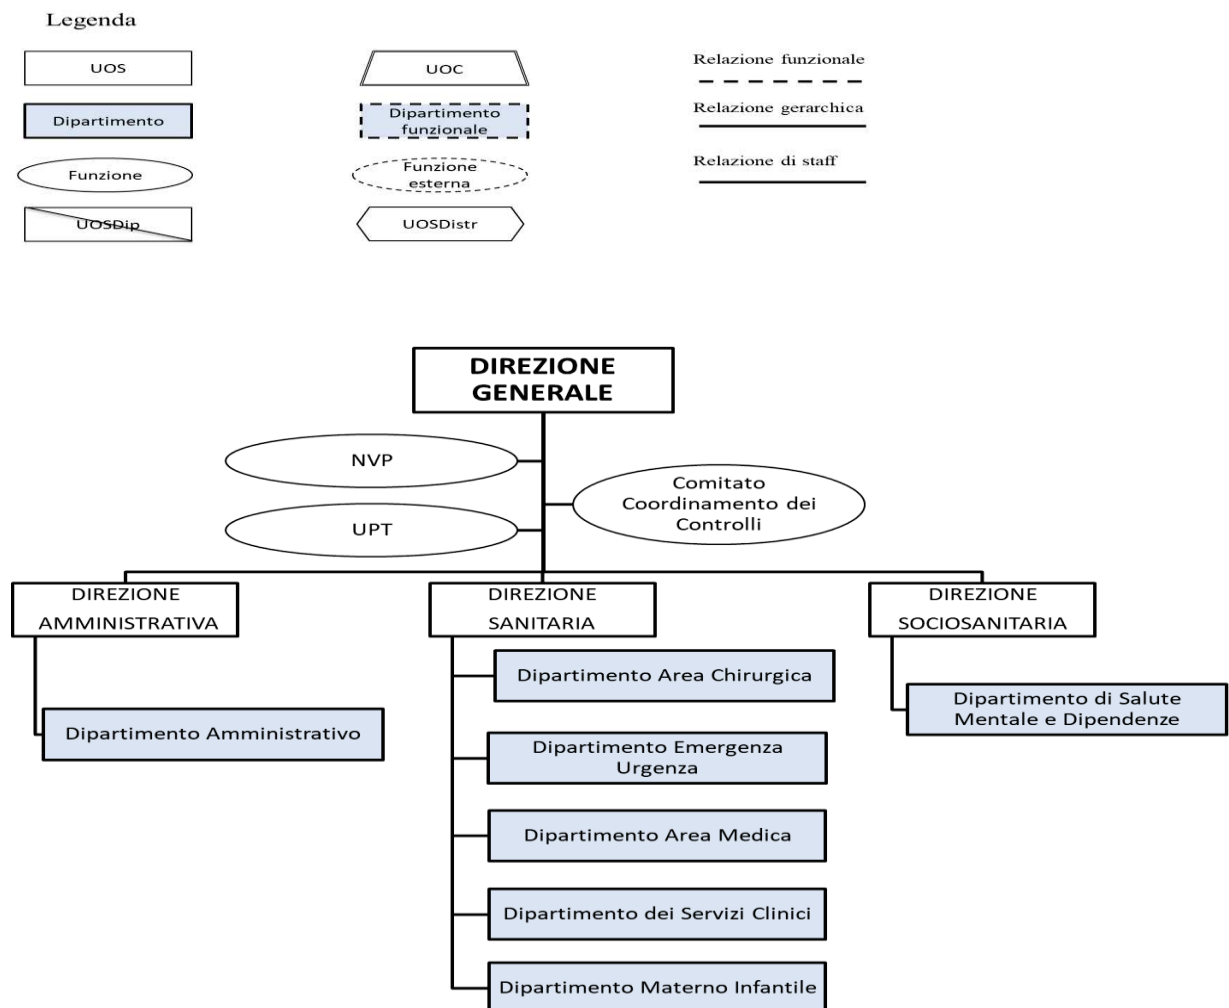 Legenda
UOS
UOC
Relazione funzionale
Dipartimento
Dipartimento
funzionale
Relazione gerarchica
Funzione
Funzione
esterna
Relazione di staff
UOSDip
UOSDistr
DIREZIONE
GENERALE
NVP
Comitato
Coordinamento dei
Controlli
UPT
DIREZIONE
AMMINISTRATIVA
DIREZIONE
SANITARIA
DIREZIONE
SOCIOSANITARIA
Dipartimento Area Chirurgica
Dipartimento di Salute
Mentale e Dipendenze
Dipartimento Amministrativo
Dipartimento Emergenza
Urgenza
Dipartimento Area Medica
Dipartimento dei Servizi Clinici
Dipartimento Materno Infantile